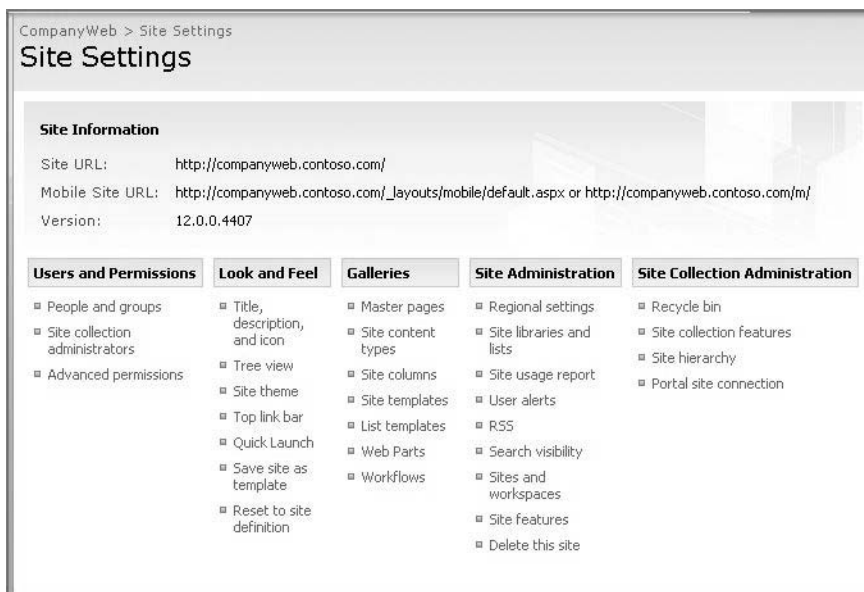 CompanyWeb > Site Settings
Site Settings
Site Information
Site URL: http://companyweb.contoso.com/
Mobile Site URL: http://companyweb.contoso.com/_layouts/mobile/default.aspx or http://companyweb.contoso.com/m/
Version: 12.0.0.4407
Users and Permissions
People and groups
Site collection
administrators
Advanced permissions
Look and Feel
Title,
description,
and icon
Tree view
Site theme
Top link bar
Quick Launch
Save site as
template
Reset to site
definition
Galleries
Master pages
Site content
types
Site columns
Site templates
List templates
Web Parts
Workflows
Site Administration
Regional settings
Site libraries and
lists
Site usage report
User alerts
RSS
Search visibility
Sites and
workspaces
Site features
Delete this site
Site Collection Administration
Recycle bin
Site collection features
Site hierarchy
Portal site connection